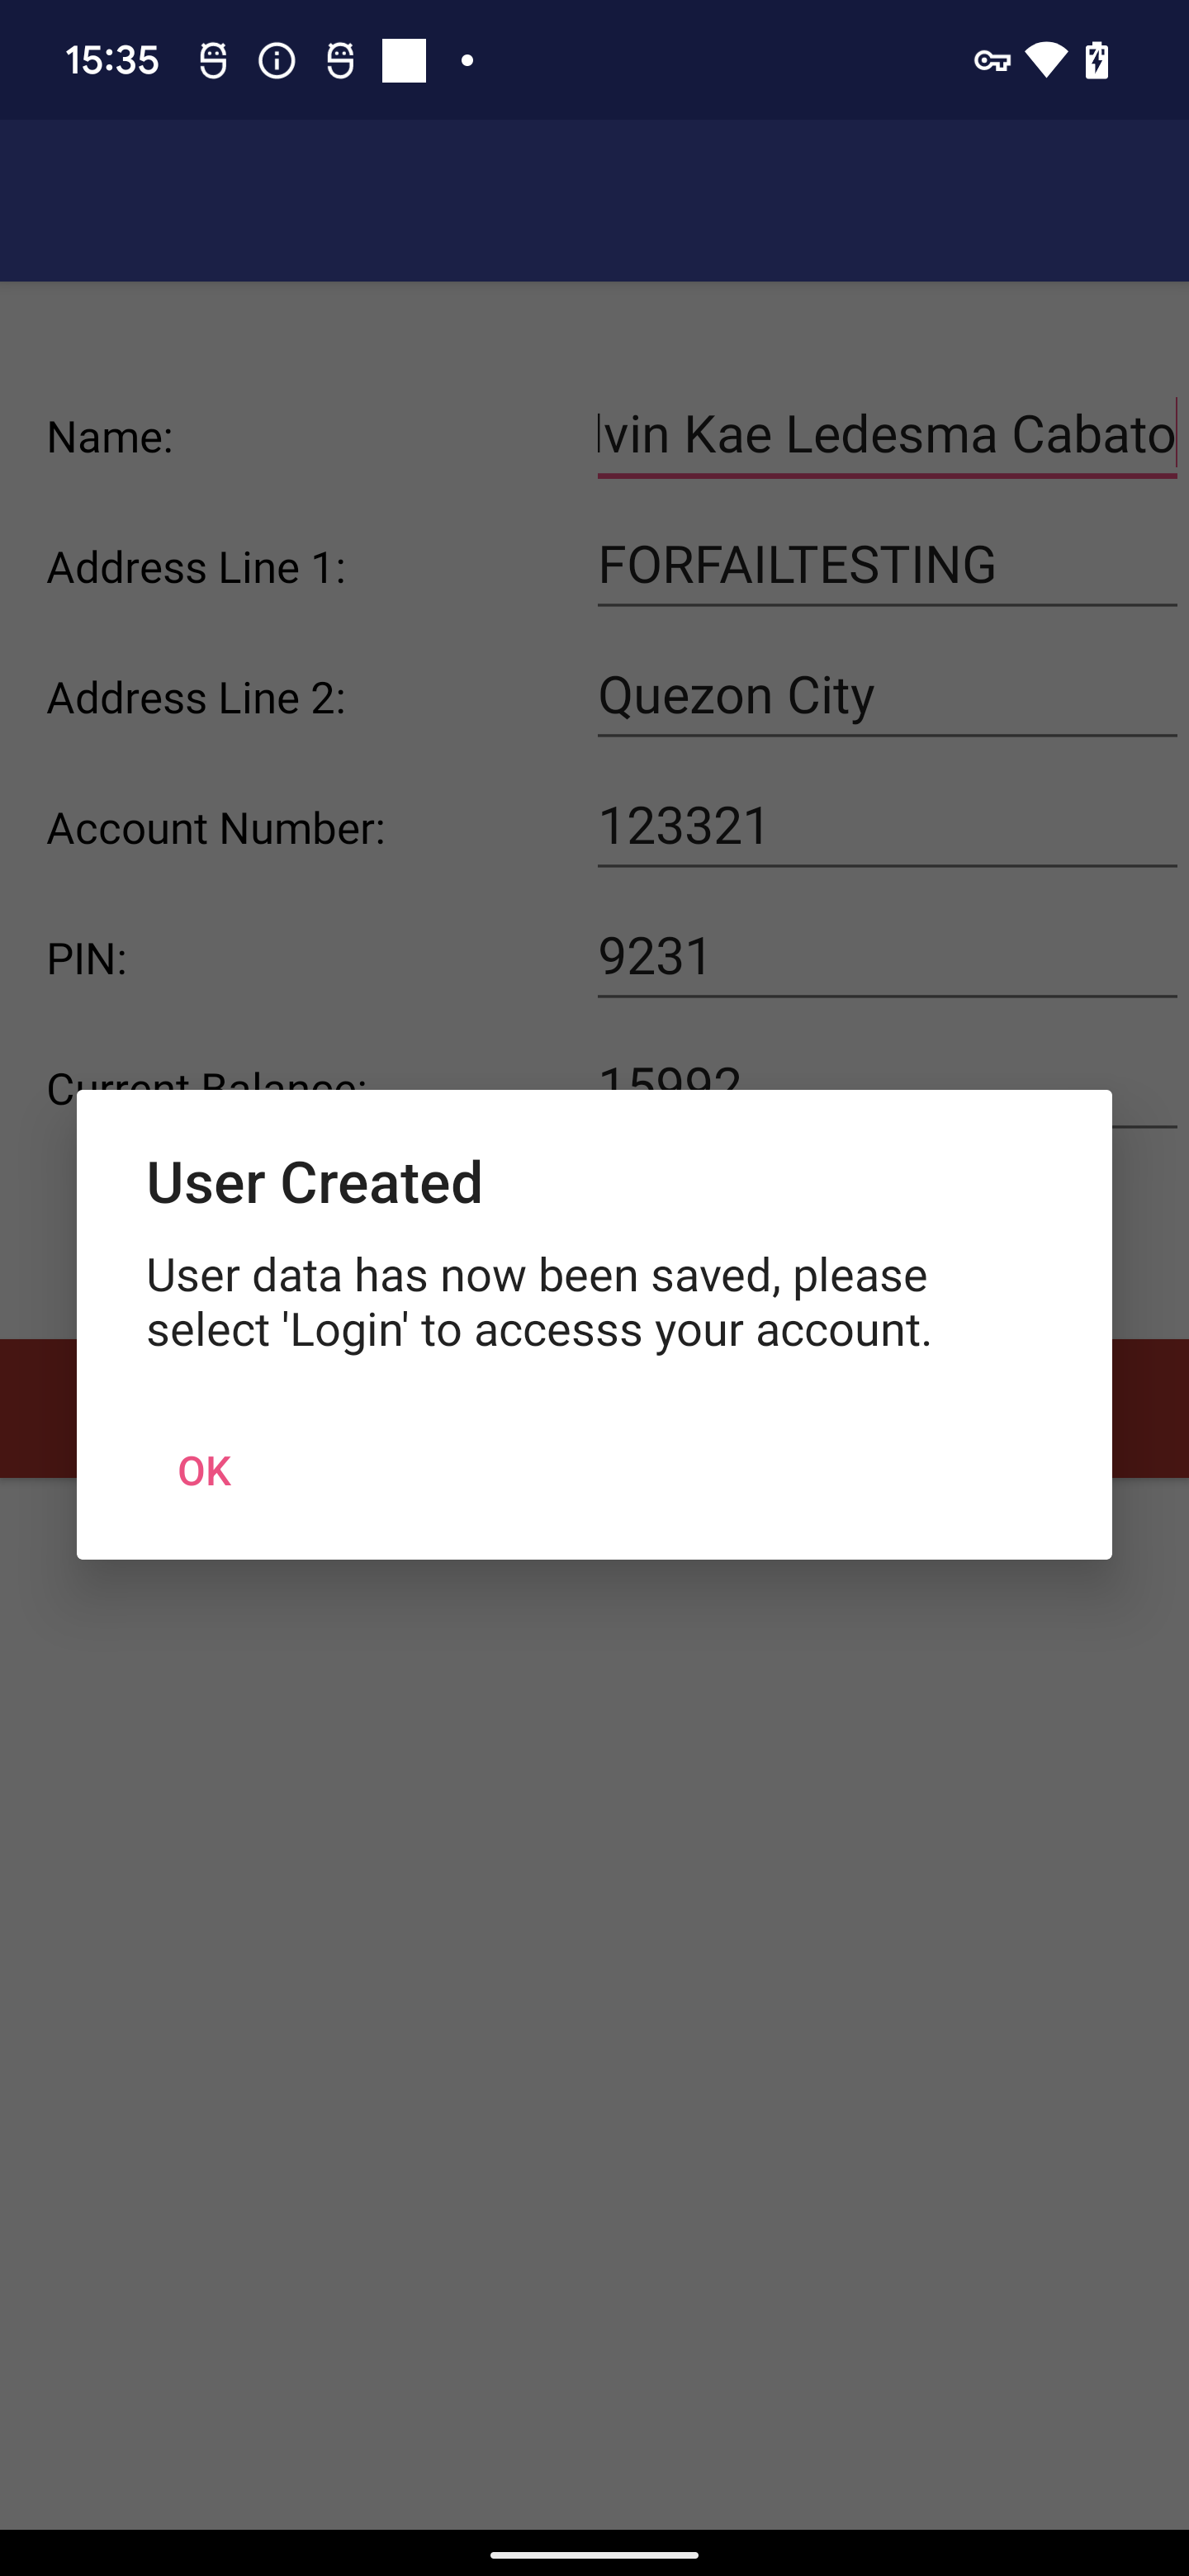 15:35
Name: lvin Kae Ledesma Cabato
Address Line 1: FORFAILTESTING
Address Line 2: Quezon City
Account Number: 123321
PIN: 9231
Current Balance: 15992
User Created
User data has now been saved, please
select 'Login' to accesss your account.
OK